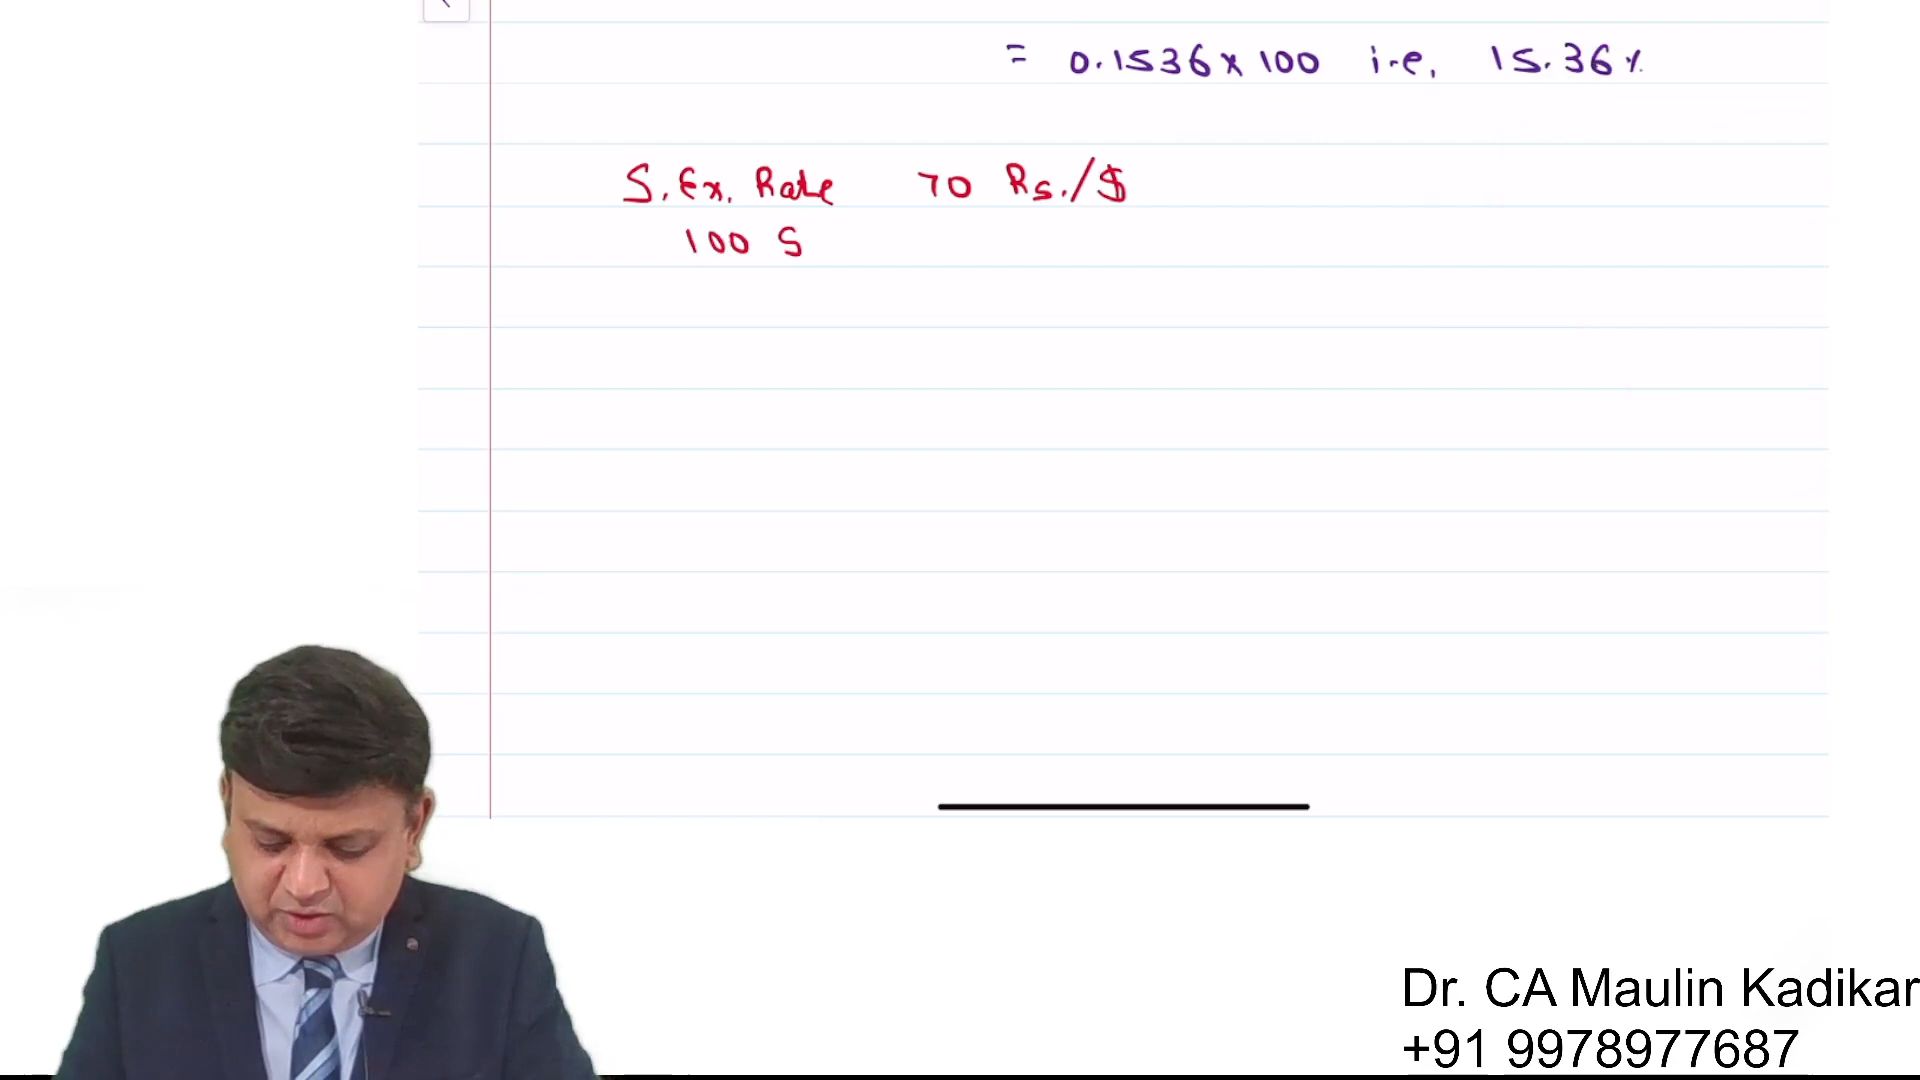 = 0.1536 x 100 i.e. 15.36%
S. Ex. Rate 70 Rs./$
100 S
Dr. CA Maulin Kadikar
+91 9978977687